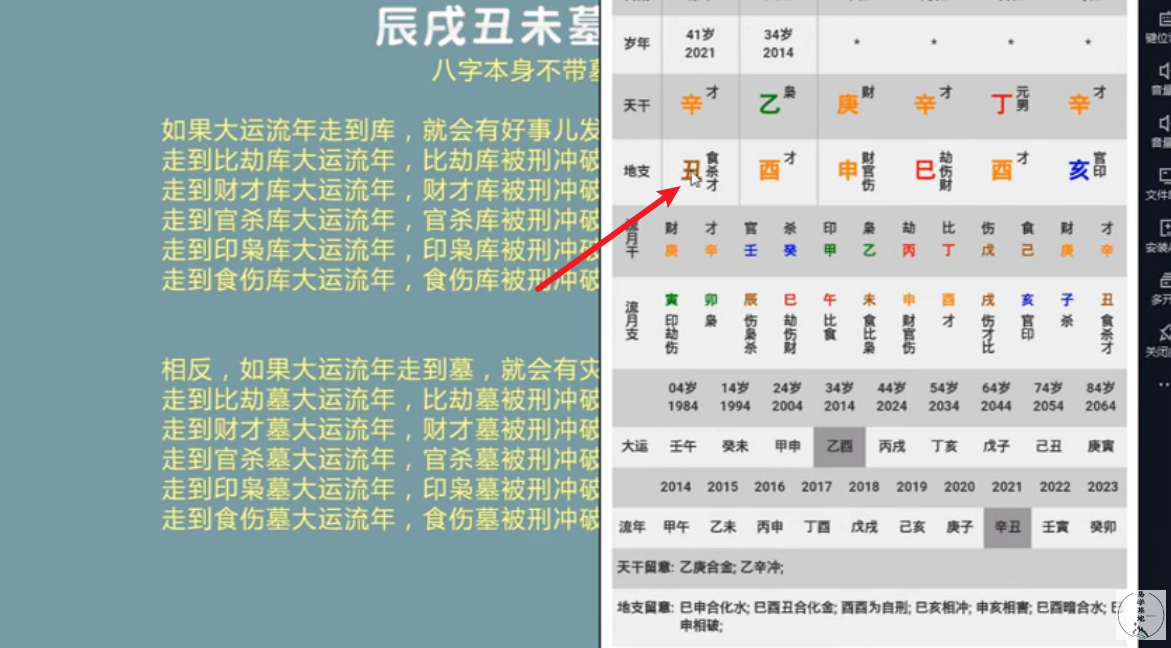 辰戌丑未墓
八字本身不带墓
如果大运流年走到库，就会有好事儿发
走到比劫库大运流年，比劫库被刑冲破
走到财才库大运流年，财才库被刑冲破
走到官杀库大运流年，官杀库被刑冲破
走到印枭库大运流年，印枭库被刑冲破
走到食伤库大运流年，食伤库被刑冲破
相反，如果大运流年走到墓，就会有灾
走到比劫墓大运流年，比劫墓被刑冲破
走到财才墓大运流年，财才墓被刑冲破
走到官杀墓大运流年，官杀墓被刑冲破
走到印枭墓大运流年，印枭墓被刑冲破
走到食伤墓大运流年，食伤墓被刑冲破
岁年 41岁 34岁 * * * *
2021 2014
天干 辛 才 乙 枭 庚 财 辛 才 丁 元男 辛 才
地支 丑 食杀才 酉 才 申 财官伤 巳 劫伤财 酉 才 亥 官印
流月干 财 才 官 杀 印 枭 劫 比 伤 食 财 才
庚 辛 壬 癸 甲 乙 丙 丁 戊 己 庚 辛
流月支 寅 卯 辰 巳 午 未 申 酉 戌 亥 子 丑
印劫伤 枭 伤枭杀 劫伤财 比食 食比枭 财官伤 才 伤才比 官印 杀 食杀才
04岁 14岁 24岁 34岁 44岁 54岁 64岁 74岁 84岁
1984 1994 2004 2014 2024 2034 2044 2054 2064
大运 壬午 癸未 甲申 乙酉 丙戌 丁亥 戊子 己丑 庚寅
2014 2015 2016 2017 2018 2019 2020 2021 2022 2023
流年 甲午 乙未 丙申 丁酉 戊戌 己亥 庚子 辛丑 壬寅 癸卯
天干留意: 乙庚合金; 乙辛冲;
地支留意: 巳申合化水; 巳酉丑合化金; 酉酉为自刑; 巳亥相冲; 申亥相害; 巳酉暗合水; 巳
申相破;
键位
音量
音量
文件
安装
多开
关闭
易学基地